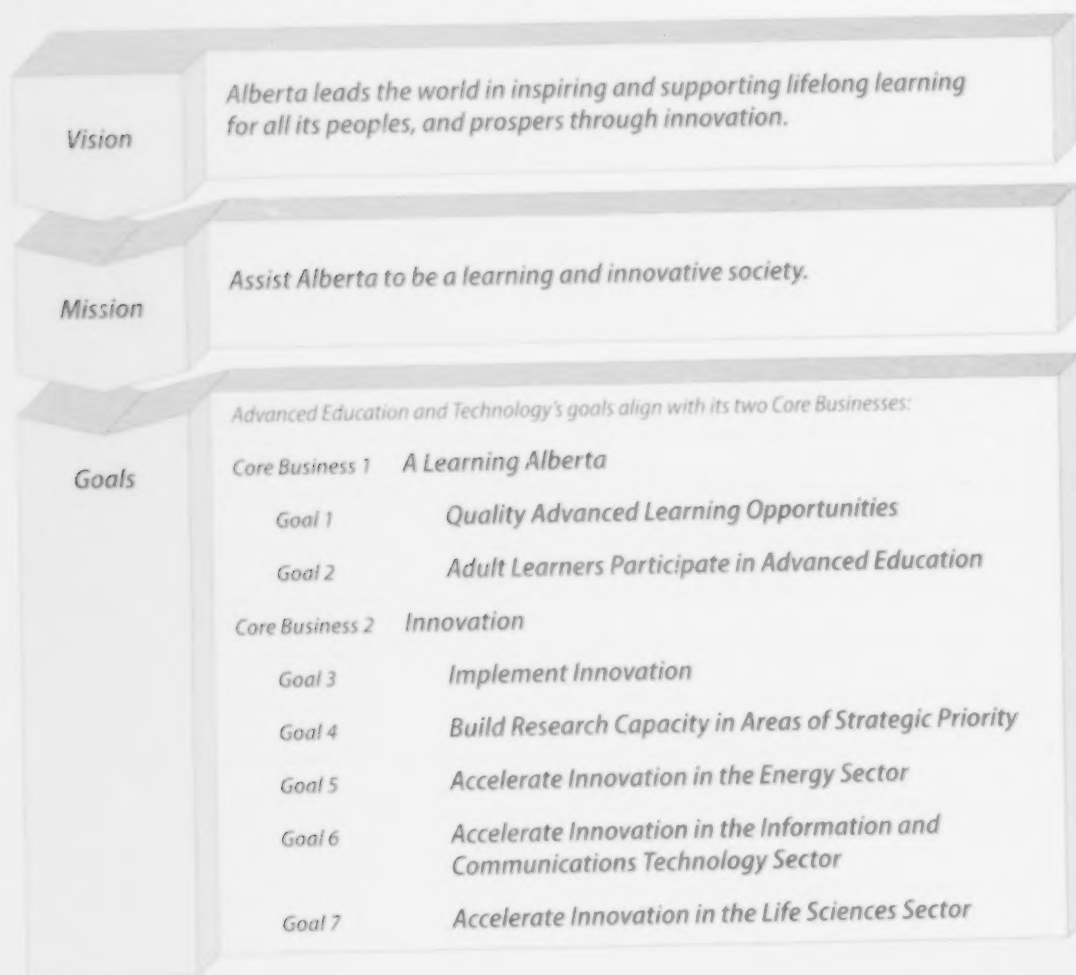 Vision
Alberta leads the world in inspiring and supporting lifelong learning
for all its peoples, and prospers through innovation.
Mission
Assist Alberta to be a learning and innovative society.
Goals
Advanced Education and Technology's goals align with its two Core Businesses:
Core Business 1 A Learning Alberta
Goal 1 Quality Advanced Learning Opportunities
Goal 2 Adult Learners Participate in Advanced Education
Core Business 2 Innovation
Goal 3 Implement Innovation
Goal 4 Build Research Capacity in Areas of Strategic Priority
Goal 5 Accelerate Innovation in the Energy Sector
Goal 6 Accelerate Innovation in the Information and
Communications Technology Sector
Goal 7 Accelerate Innovation in the Life Sciences Sector